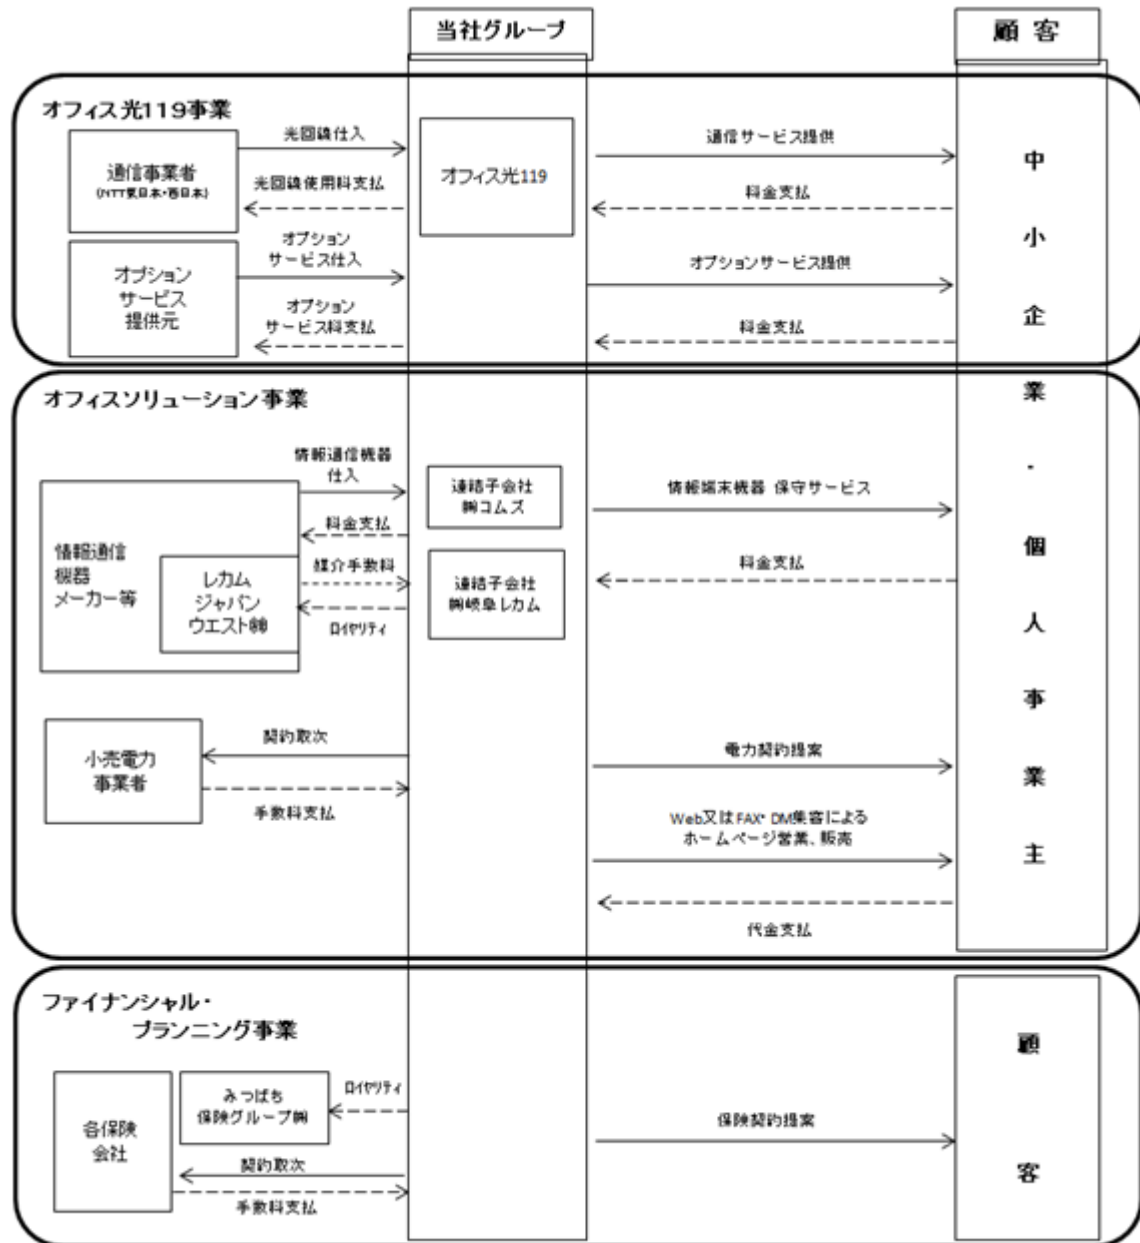 当社グループ
顧 客
オフィス光119事業
通信事業者
(NTT東日本・西日本)
光回線仕入
光回線使用料支払
オフィス光119
通信サービス提供
料金支払
オプション
サービス
提供元
オプション
サービス仕入
オプション
サービス料支払
オプションサービス提供
料金支払
中小企業・個人事業主
オフィスソリューション事業
情報通信
機器
メーカー等
レカム
ジャパン
ウエスト㈱
情報通信機器
仕入
料金支払
媒介手数料
ロイヤリティ
連結子会社
㈱コムズ
連結子会社
㈱岐阜レカム
情報端末機器 保守サービス
料金支払
小売電力
事業者
契約取次
手数料支払
電力契約提案
Web又はFAX・DM集客による
ホームページ営業、販売
代金支払
ファイナンシャル・
プランニング事業
各保険
会社
みつばち
保険グループ㈱
ロイヤリティ
契約取次
手数料支払
保険契約提案
顧客